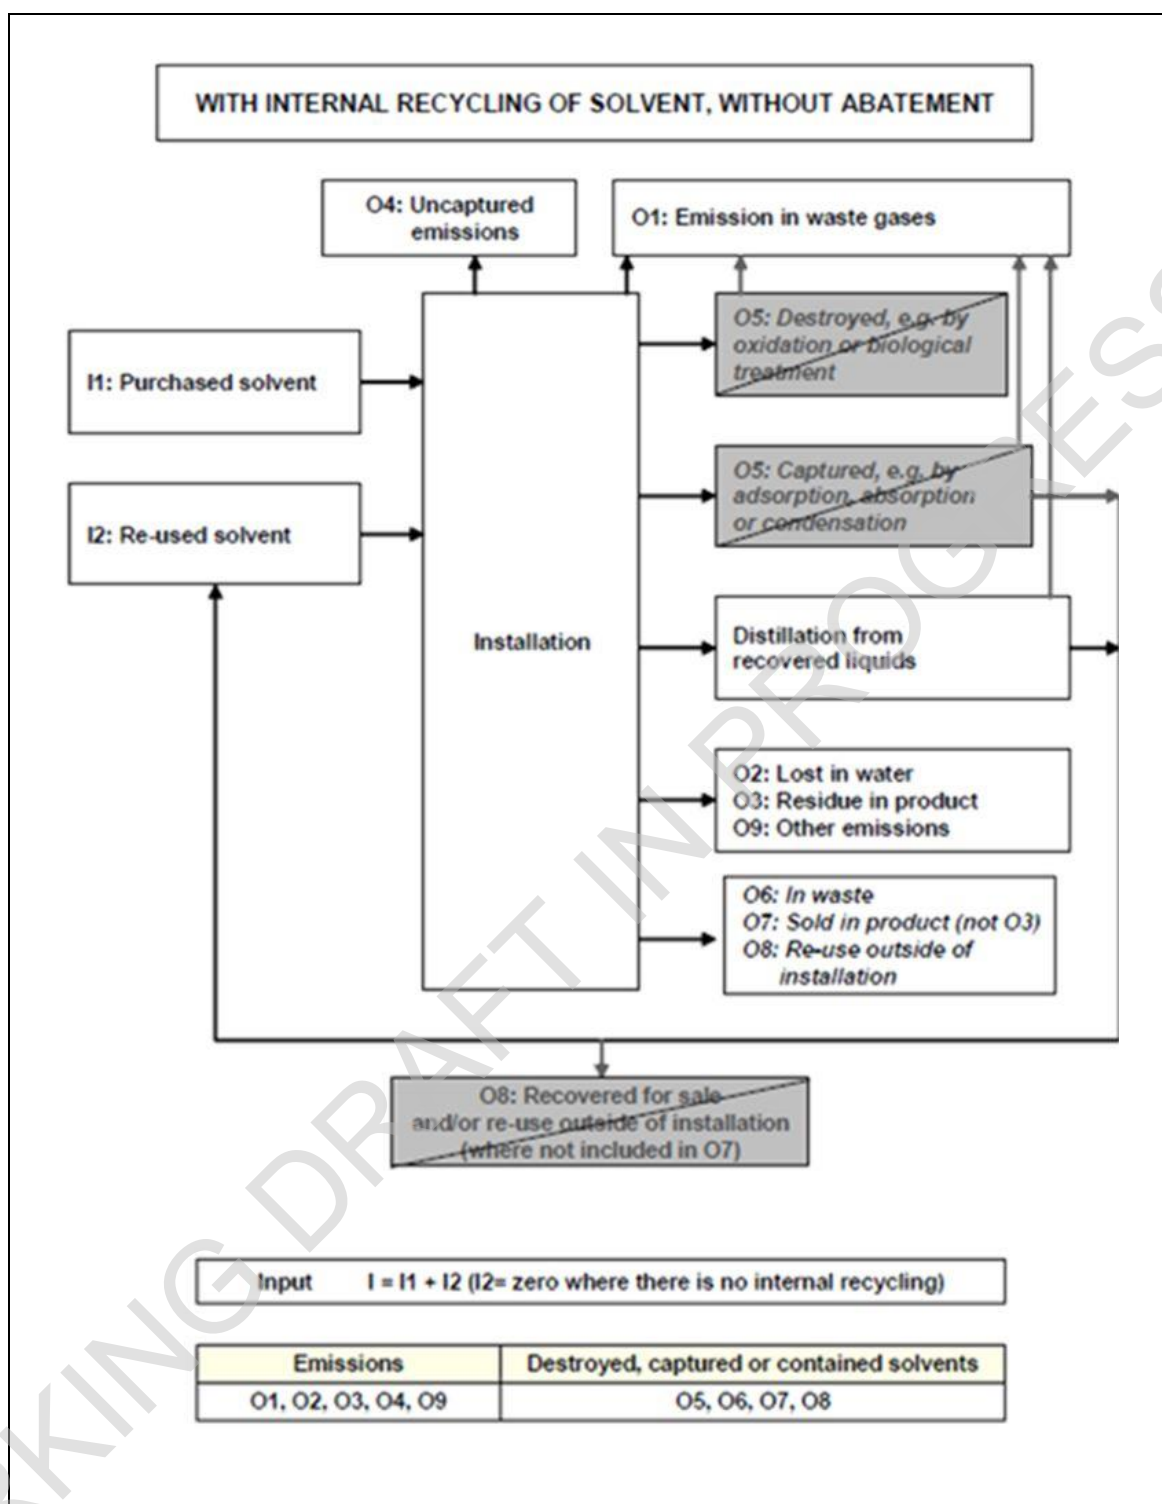 WITH INTERNAL RECYCLING OF SOLVENT, WITHOUT ABATEMENT
O4: Uncaptured
emissions
O1: Emission in waste gases
O5: Destroyed, e.g. by
oxidation or biological
treatment
I1: Purchased solvent
O5: Captured, e.g. by
adsorption, absorption
or condensation
I2: Re-used solvent
Installation
Distillation from
recovered liquids
O2: Lost in water
O3: Residue in product
O9: Other emissions
O6: In waste
O7: Sold in product (not O3)
O8: Re-use outside of
installation
O8: Recovered for sale
and/or re-use outside of installation
(where not included in O7)
Input I = I1 + I2 (I2= zero where there is no internal recycling)
Emissions Destroyed, captured or contained solvents
O1, O2, O3, O4, O9 O5, O6, O7, O8
RKING DRAFT IN PROGRESS